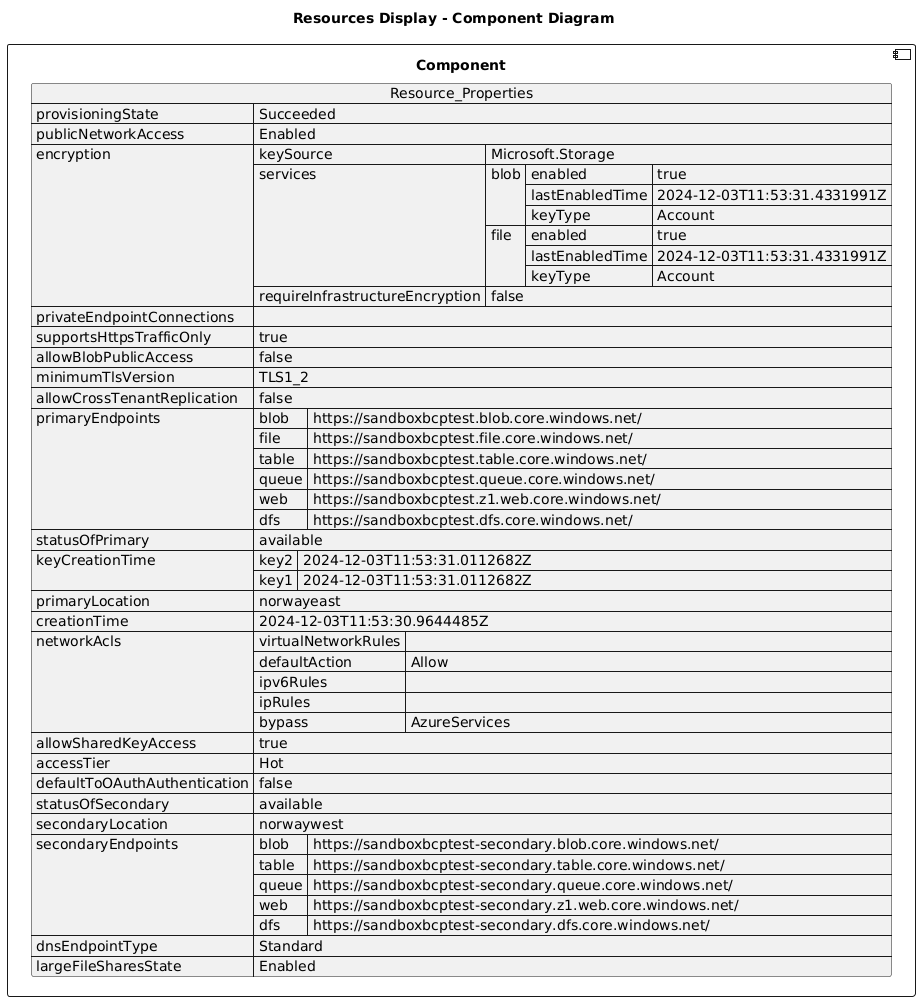 Resources Display - Component Diagram
Component
Resource_Properties
provisioningState Succeeded
publicNetworkAccess Enabled
encryption keySource Microsoft.Storage
services blob enabled true
lastEnabledTime 2024-12-03T11:53:31.4331991Z
keyType Account
file enabled true
lastEnabledTime 2024-12-03T11:53:31.4331991Z
keyType Account
requireInfrastructureEncryption false
privateEndpointConnections
supportsHttpsTrafficOnly true
allowBlobPublicAccess false
minimumTlsVersion TLS1_2
allowCrossTenantReplication false
primaryEndpoints blob https://sandboxbcptest.blob.core.windows.net/
file https://sandboxbcptest.file.core.windows.net/
table https://sandboxbcptest.table.core.windows.net/
queue https://sandboxbcptest.queue.core.windows.net/
web https://sandboxbcptest.z1.web.core.windows.net/
dfs https://sandboxbcptest.dfs.core.windows.net/
statusOfPrimary available
keyCreationTime key2 2024-12-03T11:53:31.0112682Z
key1 2024-12-03T11:53:31.0112682Z
primaryLocation norwayeast
creationTime 2024-12-03T11:53:30.9644485Z
networkAcls virtualNetworkRules
defaultAction Allow
ipv6Rules
ipRules
bypass AzureServices
allowSharedKeyAccess true
accessTier Hot
defaultToOAuthAuthentication false
statusOfSecondary available
secondaryLocation norwaywest
secondaryEndpoints blob https://sandboxbcptest-secondary.blob.core.windows.net/
table https://sandboxbcptest-secondary.table.core.windows.net/
queue https://sandboxbcptest-secondary.queue.core.windows.net/
web https://sandboxbcptest-secondary.z1.web.core.windows.net/
dfs https://sandboxbcptest-secondary.dfs.core.windows.net/
dnsEndpointType Standard
largeFileSharesState Enabled